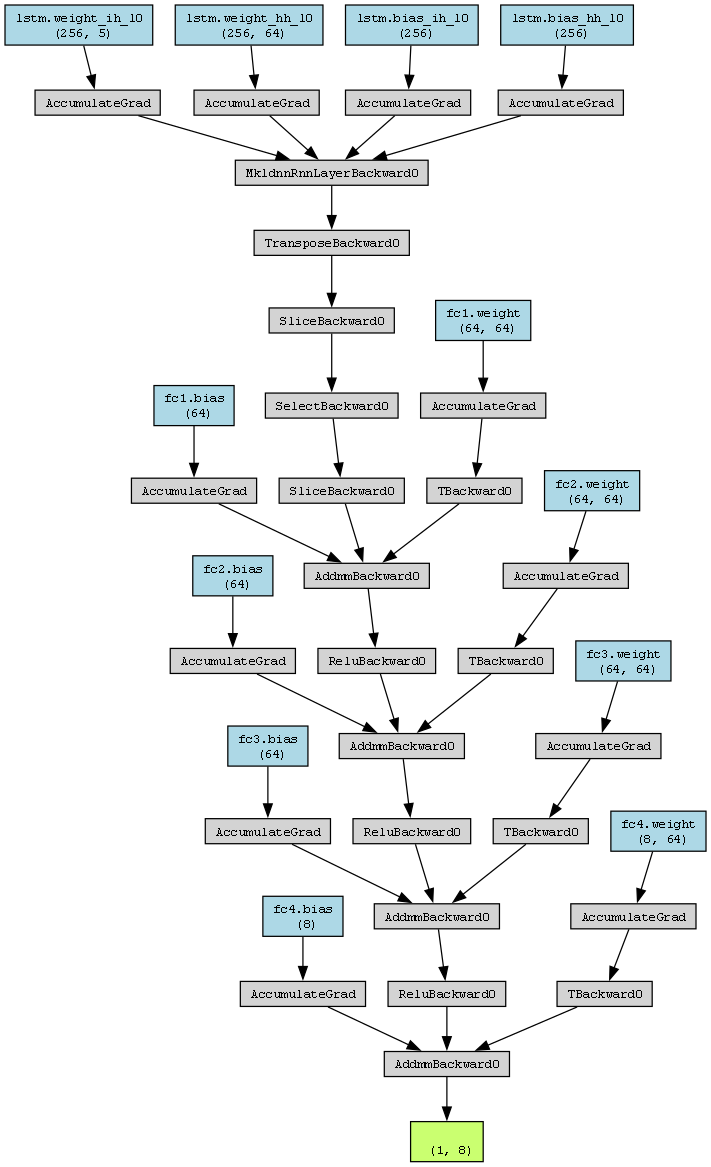 lstm.weight_ih_l0
(256, 5)
lstm.weight_hh_l0
(256, 64)
lstm.bias_ih_l0
(256)
lstm.bias_hh_l0
(256)
AccumulateGrad
AccumulateGrad
AccumulateGrad
AccumulateGrad
MkldnnRnnLayerBackward0
TransposeBackward0
SliceBackward0
fc1.weight
(64, 64)
fc1.bias
(64)
SelectBackward0
AccumulateGrad
AccumulateGrad
SliceBackward0
TBackward0
fc2.weight
(64, 64)
fc2.bias
(64)
AddmmBackward0
AccumulateGrad
AccumulateGrad
ReluBackward0
TBackward0
fc3.weight
(64, 64)
fc3.bias
(64)
AddmmBackward0
AccumulateGrad
AccumulateGrad
ReluBackward0
TBackward0
fc4.weight
(8, 64)
fc4.bias
(8)
AddmmBackward0
AccumulateGrad
AccumulateGrad
ReluBackward0
TBackward0
AddmmBackward0
(1, 8)